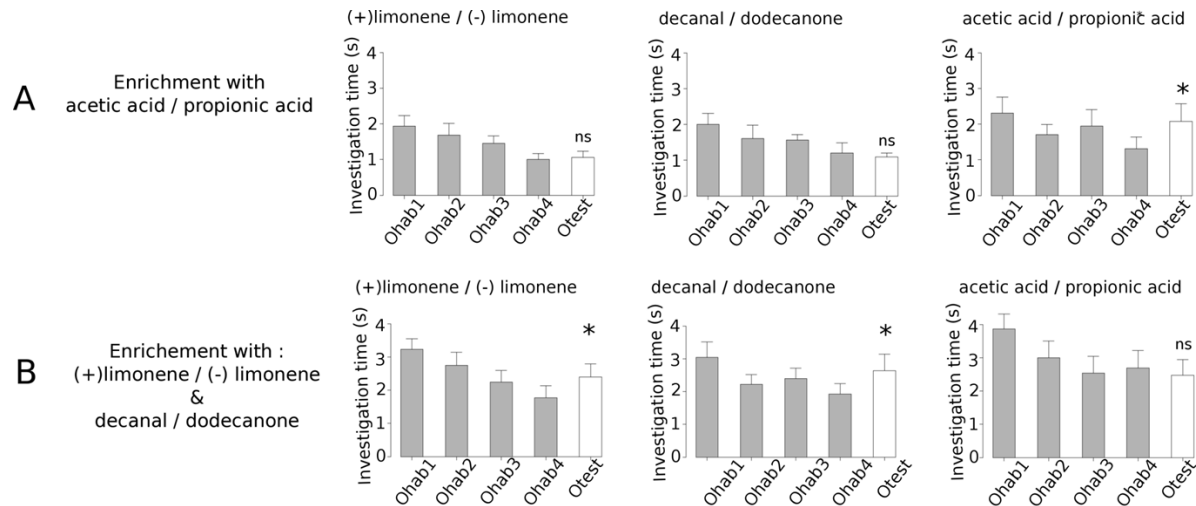 A
Enrichment with
acetic acid / propionic acid
(+)limonene / (-) limonene
Investigation time (s)
4
3
2
1
0
ns
Ohab1
Ohab2
Ohab3
Ohab4
Otest
decanal / dodecanone
Investigation time (s)
4
3
2
1
0
ns
Ohab1
Ohab2
Ohab3
Ohab4
Otest
acetic acid / propionic acid
Investigation time (s)
4
3
2
1
0
*
Ohab1
Ohab2
Ohab3
Ohab4
Otest
B
Enrichement with :
(+)limonene / (-) limonene
&
decanal / dodecanone
(+)limonene / (-) limonene
Investigation time (s)
4
3
2
1
0
*
Ohab1
Ohab2
Ohab3
Ohab4
Otest
decanal / dodecanone
Investigation time (s)
4
3
2
1
0
*
Ohab1
Ohab2
Ohab3
Ohab4
Otest
acetic acid / propionic acid
Investigation time (s)
4
3
2
1
0
ns
Ohab1
Ohab2
Ohab3
Ohab4
Otest